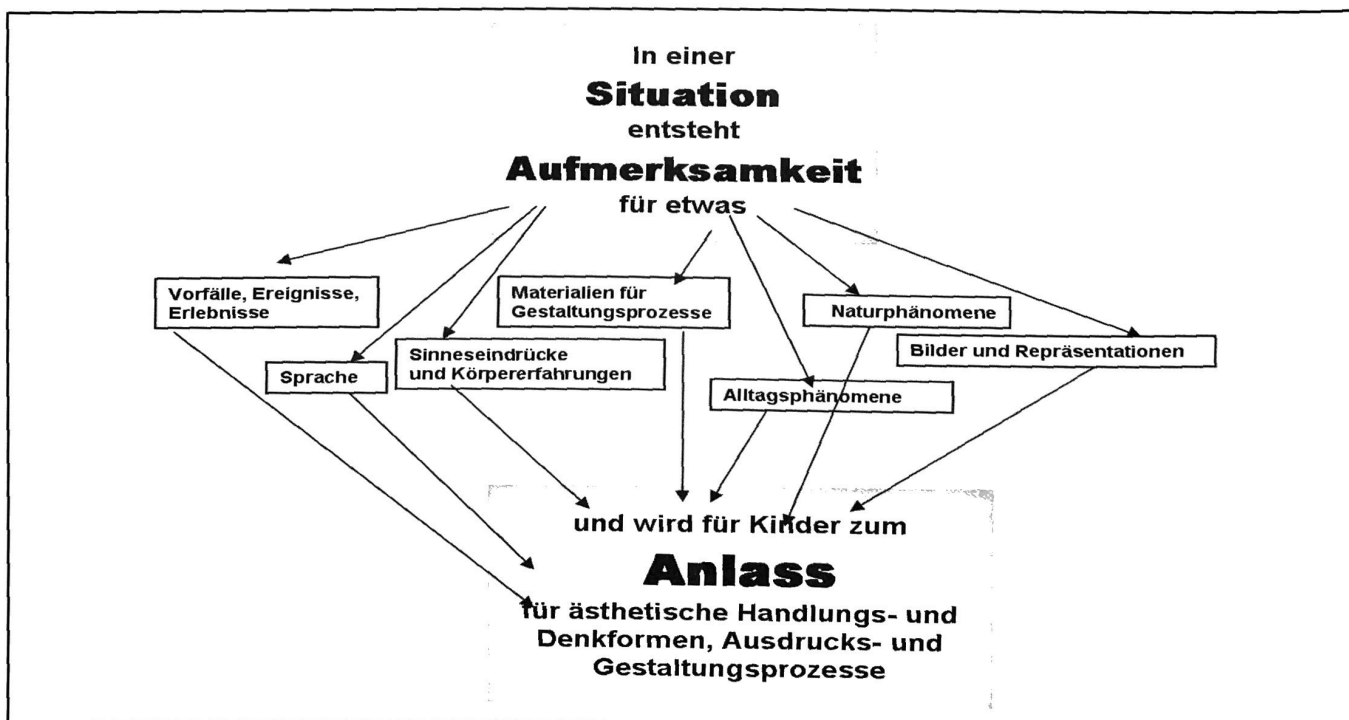 In einer
Situation
entsteht
Aufmerksamkeit
für etwas
Vorfälle, Ereignisse,
Erlebnisse
Sprache
Sinneseindrücke
und Körpererfahrungen
Materialien für
Gestaltungsprozesse
Alltagsphänomene
Naturphänomene
Bilder und Repräsentationen
und wird für Kinder zum
Anlass
für ästhetische Handlungs- und
Denkformen, Ausdrucks- und
Gestaltungsprozesse